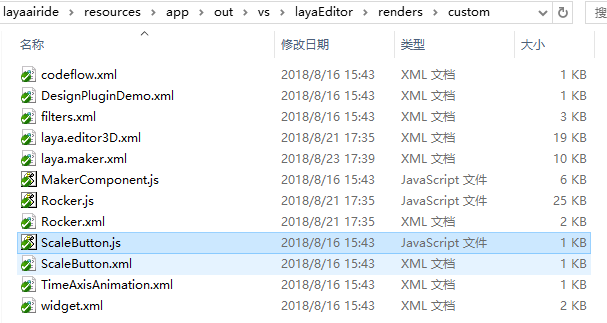 layaairide › resources › app › out › vs › layaEditor › renders › custom
名称 修改日期 类型 大小
codeflow.xml 2018/8/16 15:43 XML 文档 1 KB
DesignPluginDemo.xml 2018/8/16 15:43 XML 文档 1 KB
filters.xml 2018/8/16 15:43 XML 文档 3 KB
laya.editor3D.xml 2018/8/21 17:35 XML 文档 19 KB
laya.maker.xml 2018/8/23 17:39 XML 文档 10 KB
MakerComponent.js 2018/8/16 15:43 JavaScript 文件 6 KB
Rocker.js 2018/8/21 17:35 JavaScript 文件 25 KB
Rocker.xml 2018/8/21 17:35 XML 文档 2 KB
ScaleButton.js 2018/8/16 15:43 JavaScript 文件 1 KB
ScaleButton.xml 2018/8/16 15:43 XML 文档 1 KB
TimeAxisAnimation.xml 2018/8/16 15:43 XML 文档 1 KB
widget.xml 2018/8/16 15:43 XML 文档 2 KB